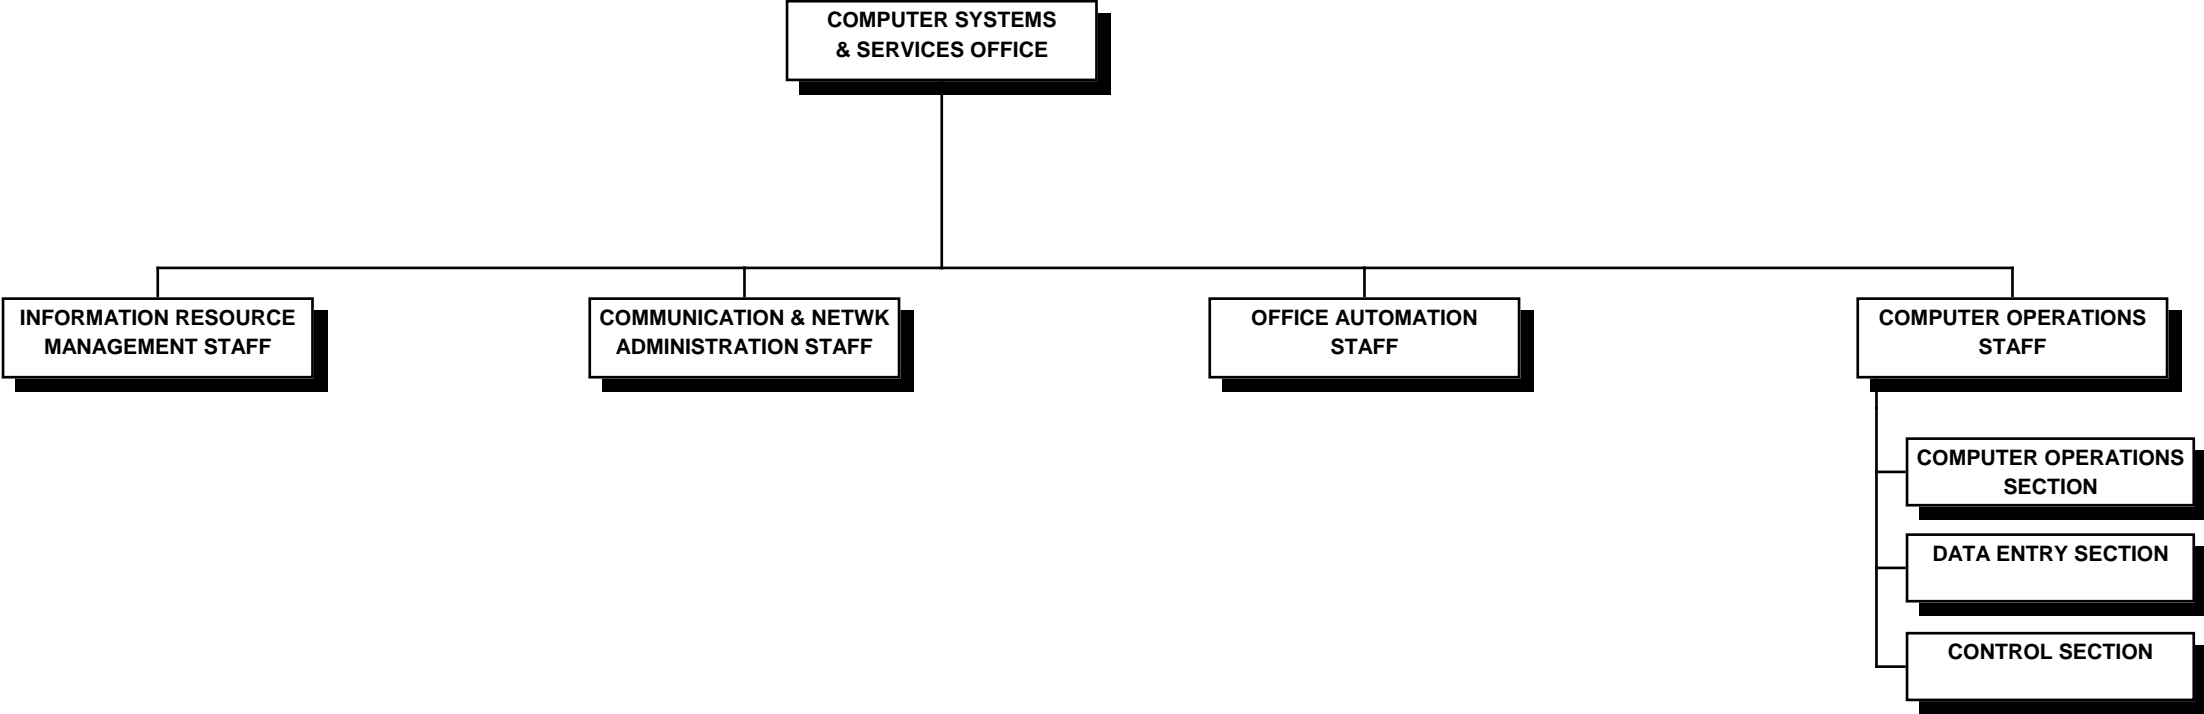 COMPUTER SYSTEMS
& SERVICES OFFICE
INFORMATION RESOURCE
MANAGEMENT STAFF
COMMUNICATION & NETWK
ADMINISTRATION STAFF
OFFICE AUTOMATION
STAFF
COMPUTER OPERATIONS
STAFF
COMPUTER OPERATIONS
SECTION
DATA ENTRY SECTION
CONTROL SECTION